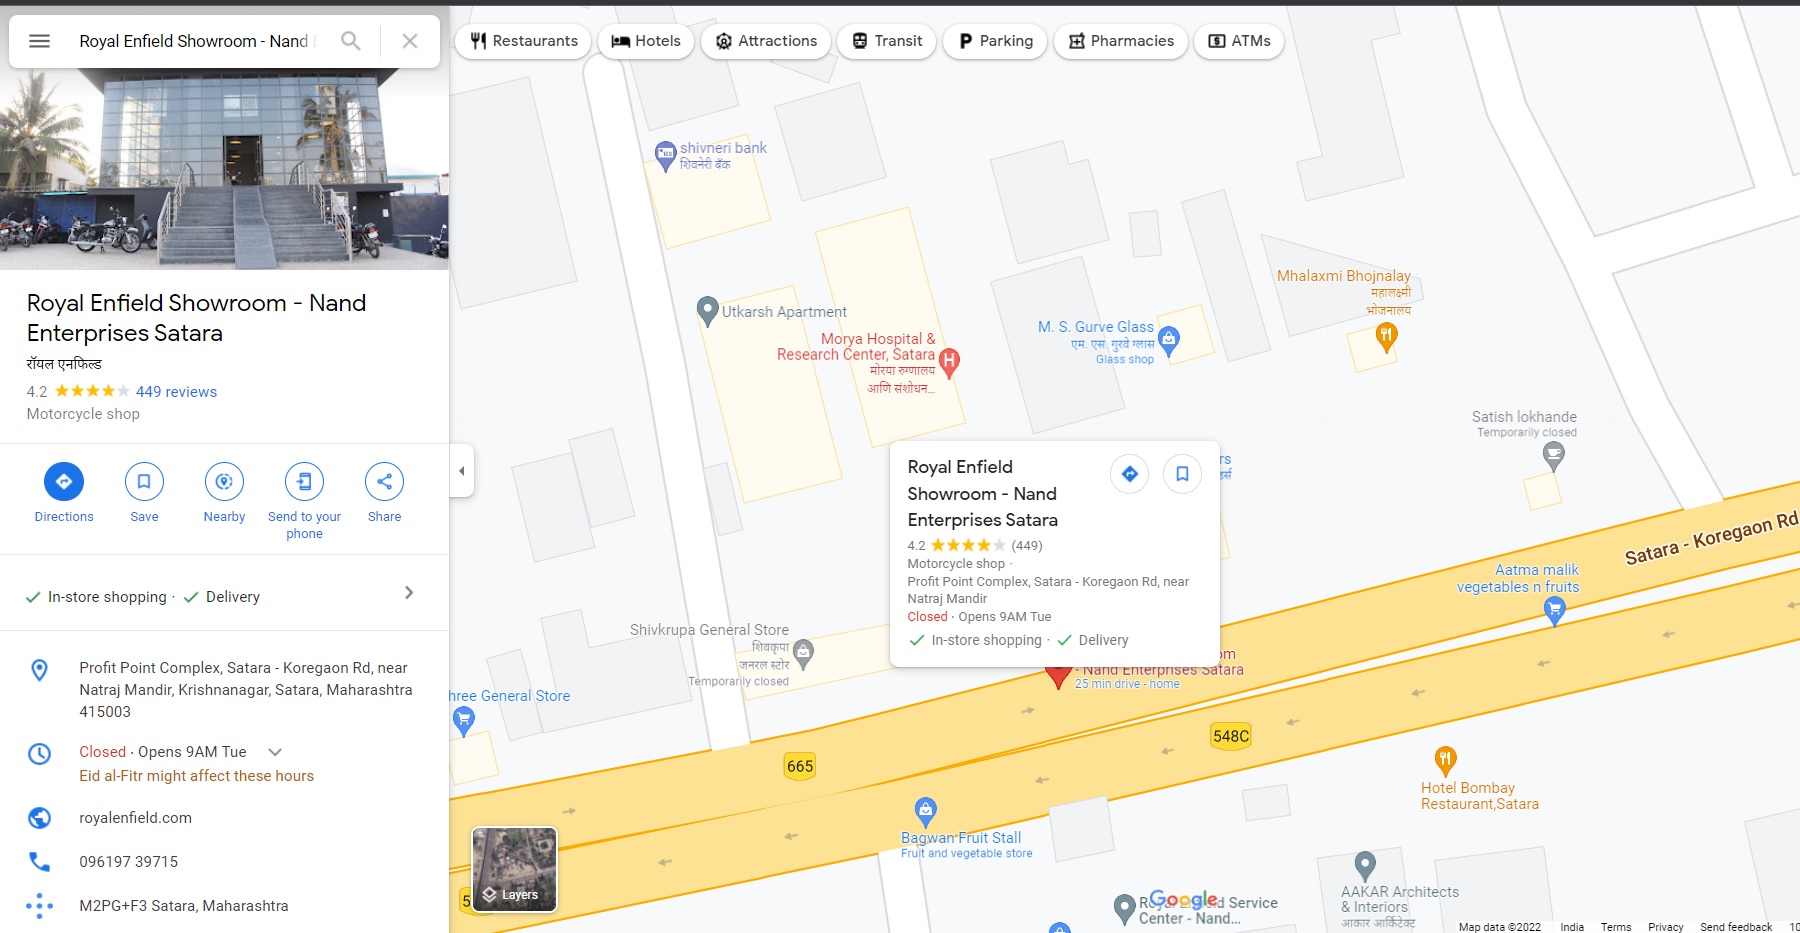 Royal Enfield Showroom - Nand
Restaurants
Hotels
Attractions
Transit
Parking
Pharmacies
ATMs
Royal Enfield Showroom - Nand
Enterprises Satara
रॉयल एनफिल्ड
4.2 449 reviews
Motorcycle shop
Directions
Save
Nearby
Send to your
phone
Share
In-store shopping · Delivery
Profit Point Complex, Satara - Koregaon Rd, near
Natraj Mandir, Krishnanagar, Satara, Maharashtra
415003
Closed · Opens 9AM Tue
Eid al-Fitr might affect these hours
royalenfield.com
096197 39715
M2PG+F3 Satara, Maharashtra
shivneri bank
शिवनेरी बँक
Utkarsh Apartment
Morya Hospital &
Research Center, Satara
मोरया रुग्णालय
आणि संशोधन...
H
M. S. Gurve Glass
एम. एस. गुरवे ग्लास
Glass shop
Mhalaxmi Bhojnalay
महालक्ष्मी
भोजनालय
Satish lokhande
Temporarily closed
Royal Enfield
Showroom - Nand
Enterprises Satara
4.2 (449)
Motorcycle shop ·
Profit Point Complex, Satara - Koregaon Rd, near
Natraj Mandir
Closed · Opens 9AM Tue
In-store shopping · Delivery
- Nand Enterprises Satara
25 min drive - home
Satara - Koregaon Rd
Aatma malik
vegetables n fruits
Shivkrupa General Store
शिवकृपा
जनरल स्टोर
Temporarily closed
hree General Store
665
548C
Hotel Bombay
Restaurant,Satara
Bagwan Fruit Stall
Fruit and vegetable store
Layers
AAKAR Architects
& Interiors
आकार आर्किटेक्ट
Google
Service
Center - Nand...
Map data ©2022
India
Terms
Privacy
Send feedback
10